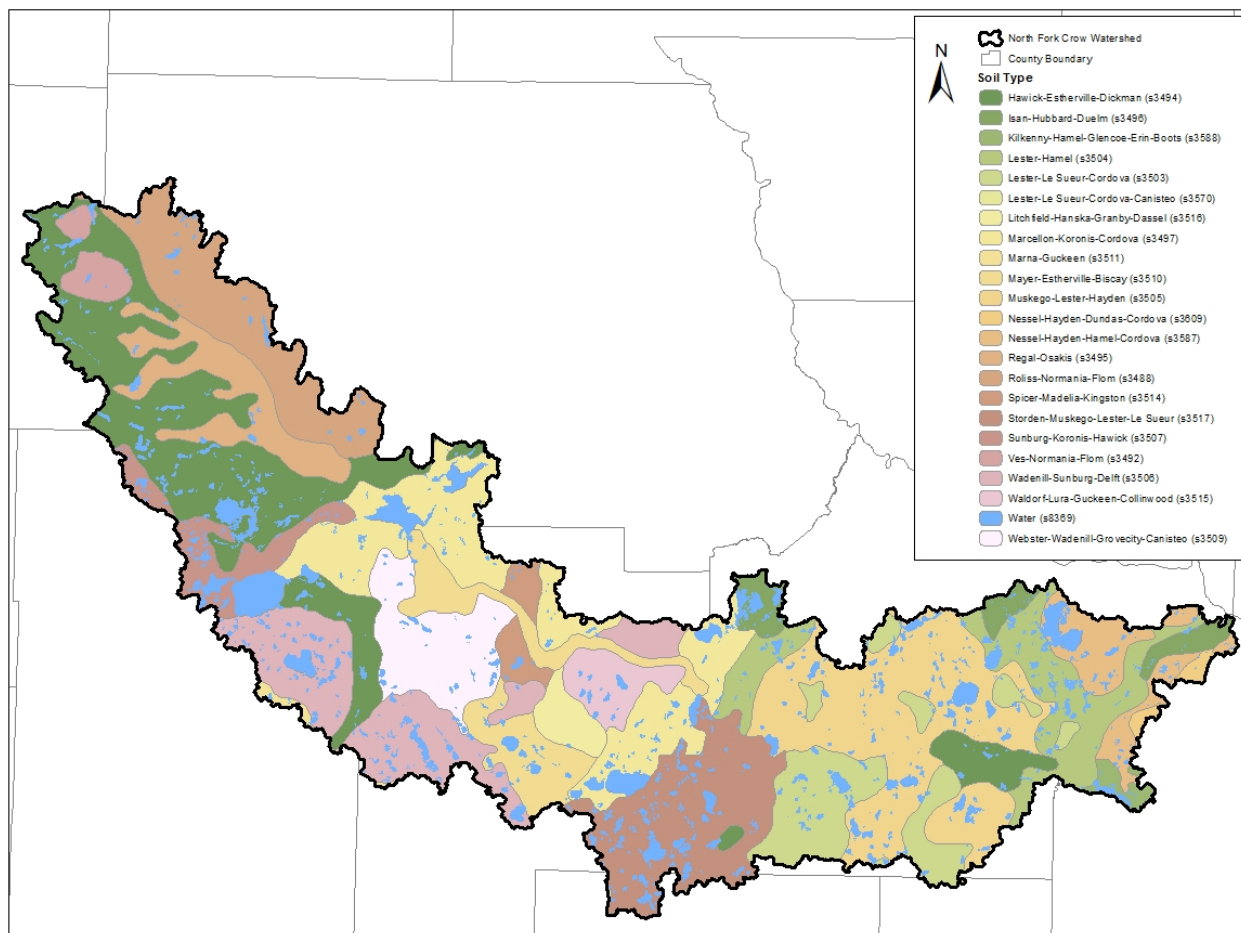 N
North Fork Crow Watershed
County Boundary
Soil Type
Hawick-Estherville-Dickman (s3494)
Isan-Hubbard-Duelm (s3496)
Kilkenny-Hamel-Glencoe-Erin-Boots (s3588)
Lester-Hamel (s3504)
Lester-Le Sueur-Cordova (s3503)
Lester-Le Sueur-Cordova-Canisteo (s3570)
Litchfield-Hanska-Granby-Dassel (s3516)
Marcellon-Koronis-Cordova (s3497)
Marna-Guckeen (s3511)
Mayer-Estherville-Biscay (s3510)
Muskego-Lester-Hayden (s3505)
Nessel-Hayden-Dundas-Cordova (s3609)
Nessel-Hayden-Hamel-Cordova (s3587)
Regal-Osakis (s3495)
Roliss-Normania-Flom (s3488)
Spicer-Madelia-Kingston (s3514)
Storden-Muskego-Lester-Le Sueur (s3517)
Sunburg-Koronis-Hawick (s3507)
Ves-Normania-Flom (s3492)
Wadenill-Sunburg-Delft (s3506)
Waldorf-Lura-Guckeen-Collinwood (s3515)
Water (s8369)
Webster-Wadenill-Grovecity-Canisteo (s3509)